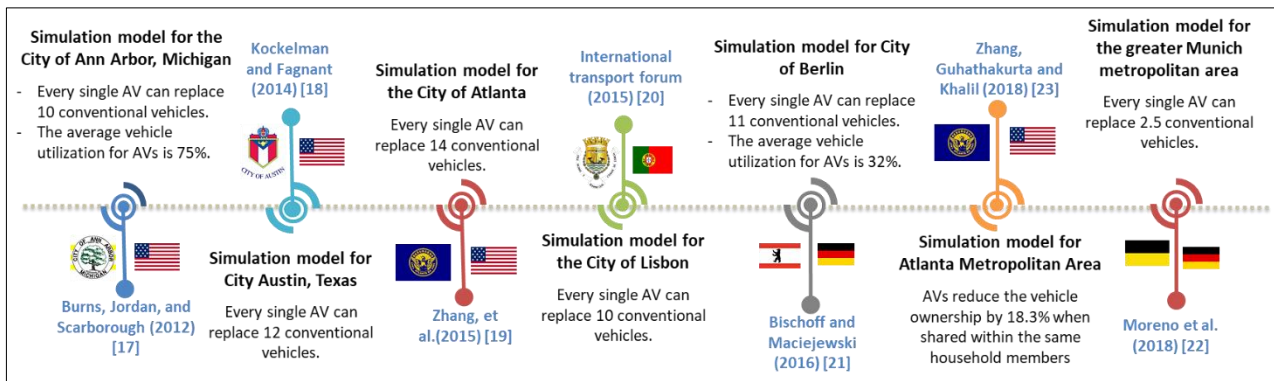 Simulation model for the
City of Ann Arbor, Michigan
- Every single AV can replace
10 conventional vehicles.
- The average vehicle
utilization for AVs is 75%.
CITY OF ANN ARBOR
MICHIGAN
Burns, Jordan, and
Scarborough (2012)
[17]
Kockelman
and Fagnant
(2014) [18]
CITY OF AUSTIN
Simulation model for
City Austin, Texas
Every single AV can
replace 12 conventional
vehicles.
Simulation model for
the City of Atlanta
Every single AV can
replace 14 conventional
vehicles.
Zhang, et
al.(2015) [19]
International
transport forum
(2015) [20]
Simulation model for
the City of Lisbon
Every single AV can
replace 10 conventional
vehicles.
Simulation model for City
of Berlin
- Every single AV can replace
11 conventional vehicles.
- The average vehicle
utilization for AVs is 32%.
Bischoff and
Maciejewski
(2016) [21]
Zhang,
Guhathakurta
and Khalil
(2018) [23]
Simulation model for
Atlanta Metropolitan Area
AVs reduce the vehicle
ownership by 18.3% when
shared within the same
household members
Simulation model for
the greater Munich
metropolitan area
Every single AV can
replace 2.5 conventional
vehicles.
Moreno et al.
(2018) [22]